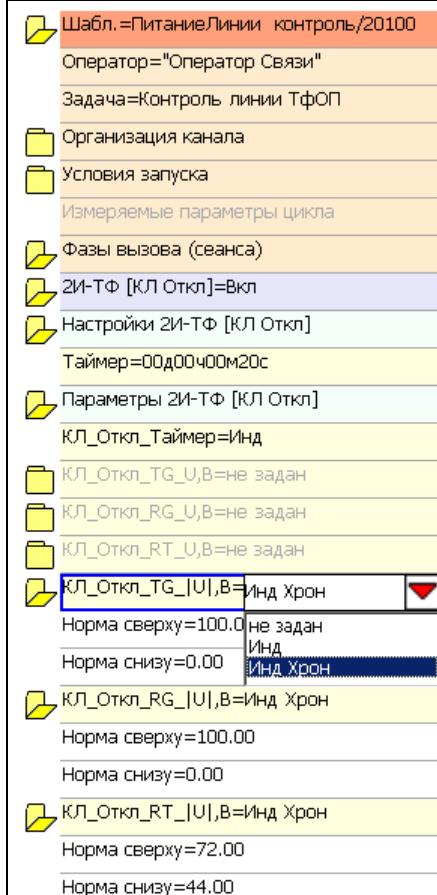 Шабл.=ПитаниеЛинии контроль/20100
Оператор="Оператор Связи"
Задача=Контроль линии ТфОП
Организация канала
Условия запуска
Измеряемые параметры цикла
Фазы вызова (сеанса)
2И-ТФ [КЛ Откл]=Вкл
Настройки 2И-ТФ [КЛ Откл]
Таймер=00д00ч00м20с
Параметры 2И-ТФ [КЛ Откл]
КЛ_Откл_Таймер=Инд
КЛ_Откл_TG_U,В=не задан
КЛ_Откл_RG_U,В=не задан
КЛ_Откл_RT_U,В=не задан
КЛ_Откл_TG_|U|,В=Инд Хрон
Норма сверху=100.0
не задан
Инд
Норма снизу=0.00
Инд Хрон
КЛ_Откл_RG_|U|,В=Инд Хрон
Норма сверху=100.00
Норма снизу=0.00
КЛ_Откл_RT_|U|,В=Инд Хрон
Норма сверху=72.00
Норма снизу=44.00